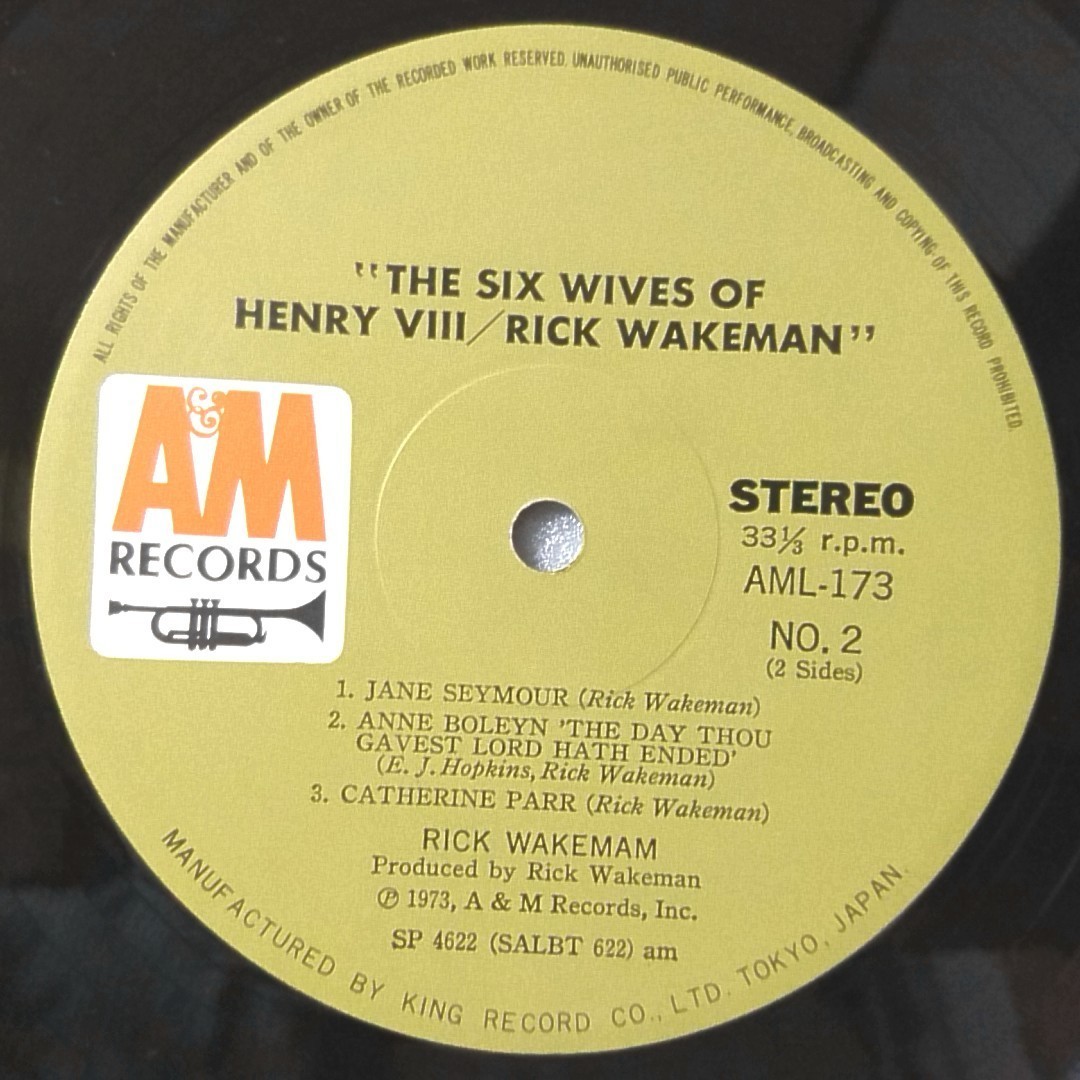 ALL RIGHTS OF THE MANUFACTURER AND OF THE OWNER OF THE RECORDED WORK RESERVED. UNAUTHORISED PUBLIC PERFORMANCE, BROADCASTING AND COPYING OF THIS RECORD PROHIBITED.
"THE SIX WIVES OF
HENRY VIII/RICK WAKEMAN"
A&M
RECORDS
STEREO
33⅓ r.p.m.
AML-173
NO. 2
(2 Sides)
1. JANE SEYMOUR (Rick Wakeman)
2. ANNE BOLEYN 'THE DAY THOU
GAVEST LORD HATH ENDED'
(E. J. Hopkins, Rick Wakeman)
3. CATHERINE PARR (Rick Wakeman)
RICK WAKEMAM
Produced by Rick Wakeman
℗ 1973, A & M Records, Inc.
SP 4622 (SALBT 622) am
MANUFACTURED BY KING RECORD CO., LTD. TOKYO, JAPAN.